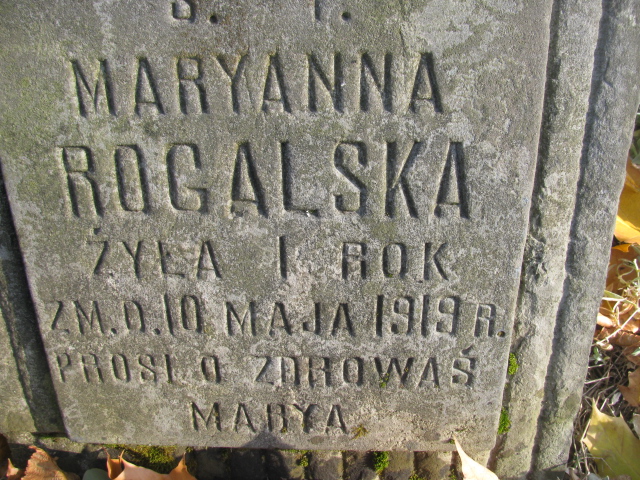 Ś. P.
MARYANNA
ROGALSKA
ŻYŁA 1 ROK
ZM. D. 10 MAJA 1919 R.
PROSI O ZDROWAŚ
MARYA